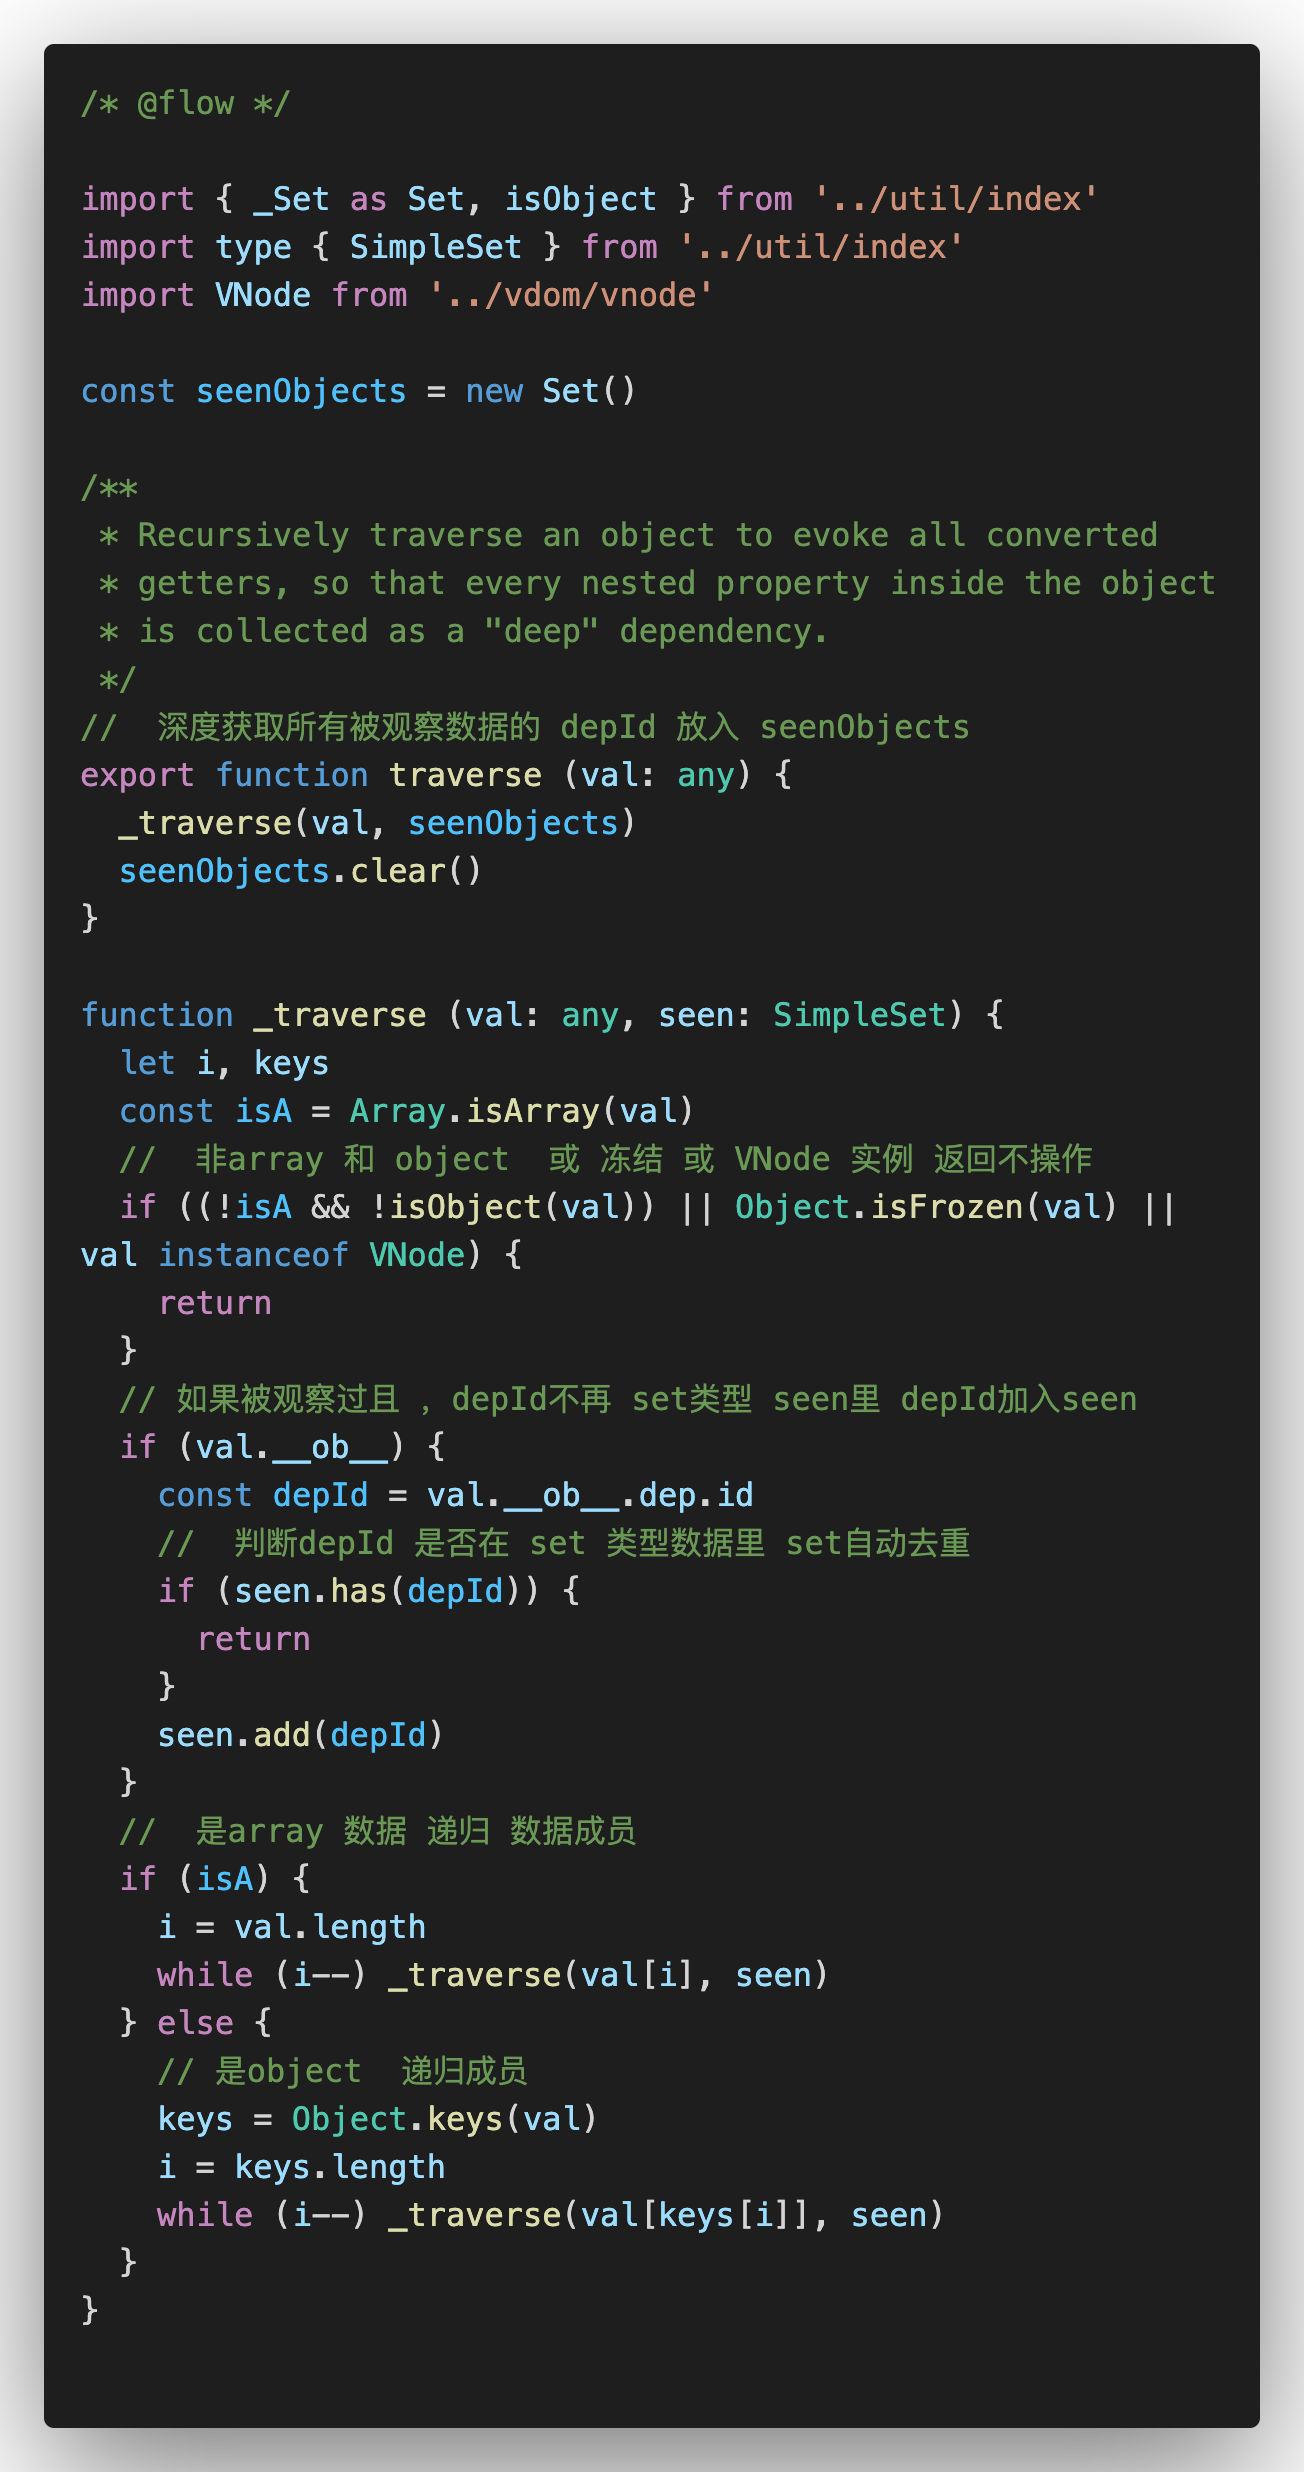 /* @flow */

import { _Set as Set, isObject } from '../util/index'
import type { SimpleSet } from '../util/index'
import VNode from '../vdom/vnode'

const seenObjects = new Set()

/**
 * Recursively traverse an object to evoke all converted
 * getters, so that every nested property inside the object
 * is collected as a "deep" dependency.
 */
//  深度获取所有被观察数据的 depId 放入 seenObjects
export function traverse (val: any) {
  _traverse(val, seenObjects)
  seenObjects.clear()
}

function _traverse (val: any, seen: SimpleSet) {
  let i, keys
  const isA = Array.isArray(val)
  //  非array 和 object  或 冻结 或 VNode 实例 返回不操作
  if ((!isA && !isObject(val)) || Object.isFrozen(val) ||
val instanceof VNode) {
    return
  }
  // 如果被观察过且 ，depId不再 set类型 seen里 depId加入seen
  if (val.__ob__) {
    const depId = val.__ob__.dep.id
    //  判断depId 是否在 set 类型数据里 set自动去重
    if (seen.has(depId)) {
      return
    }
    seen.add(depId)
  }
  //  是array 数据 递归 数据成员
  if (isA) {
    i = val.length
    while (i--) _traverse(val[i], seen)
  } else {
    // 是object  递归成员
    keys = Object.keys(val)
    i = keys.length
    while (i--) _traverse(val[keys[i]], seen)
  }
}